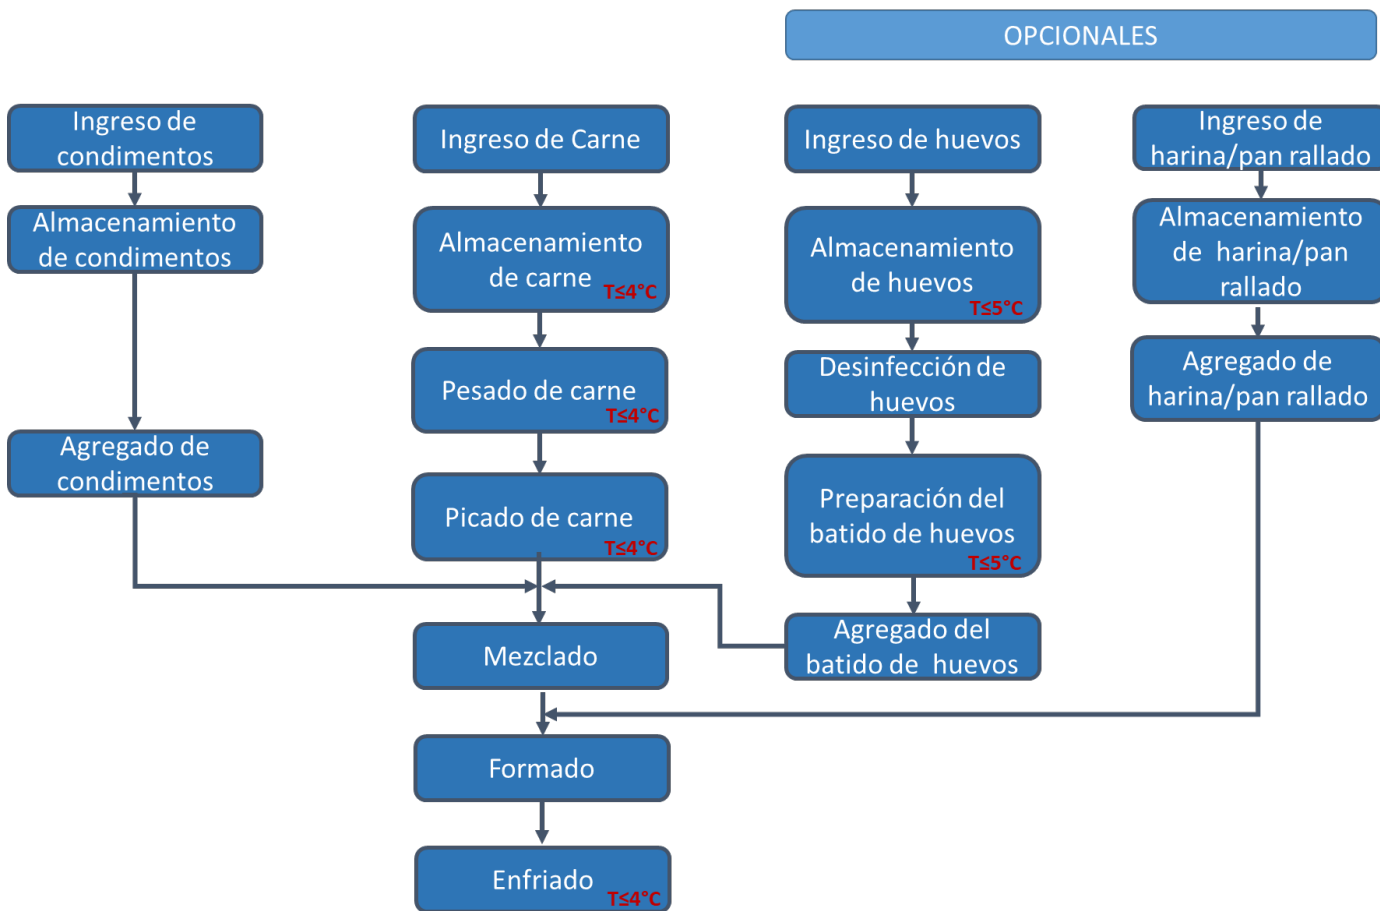 OPCIONALES
Ingreso de
condimentos
Almacenamiento
de condimentos
Agregado de
condimentos
Ingreso de Carne
Almacenamiento
de carne
T≤4°C
Pesado de carne
T≤4°C
Picado de carne
T≤4°C
Mezclado
Formado
Enfriado
T≤4°C
Ingreso de huevos
Almacenamiento
de huevos
T≤5°C
Desinfección de
huevos
Preparación del
batido de huevos
T≤5°C
Agregado del
batido de huevos
Ingreso de
harina/pan rallado
Almacenamiento
de harina/pan
rallado
Agregado de
harina/pan rallado